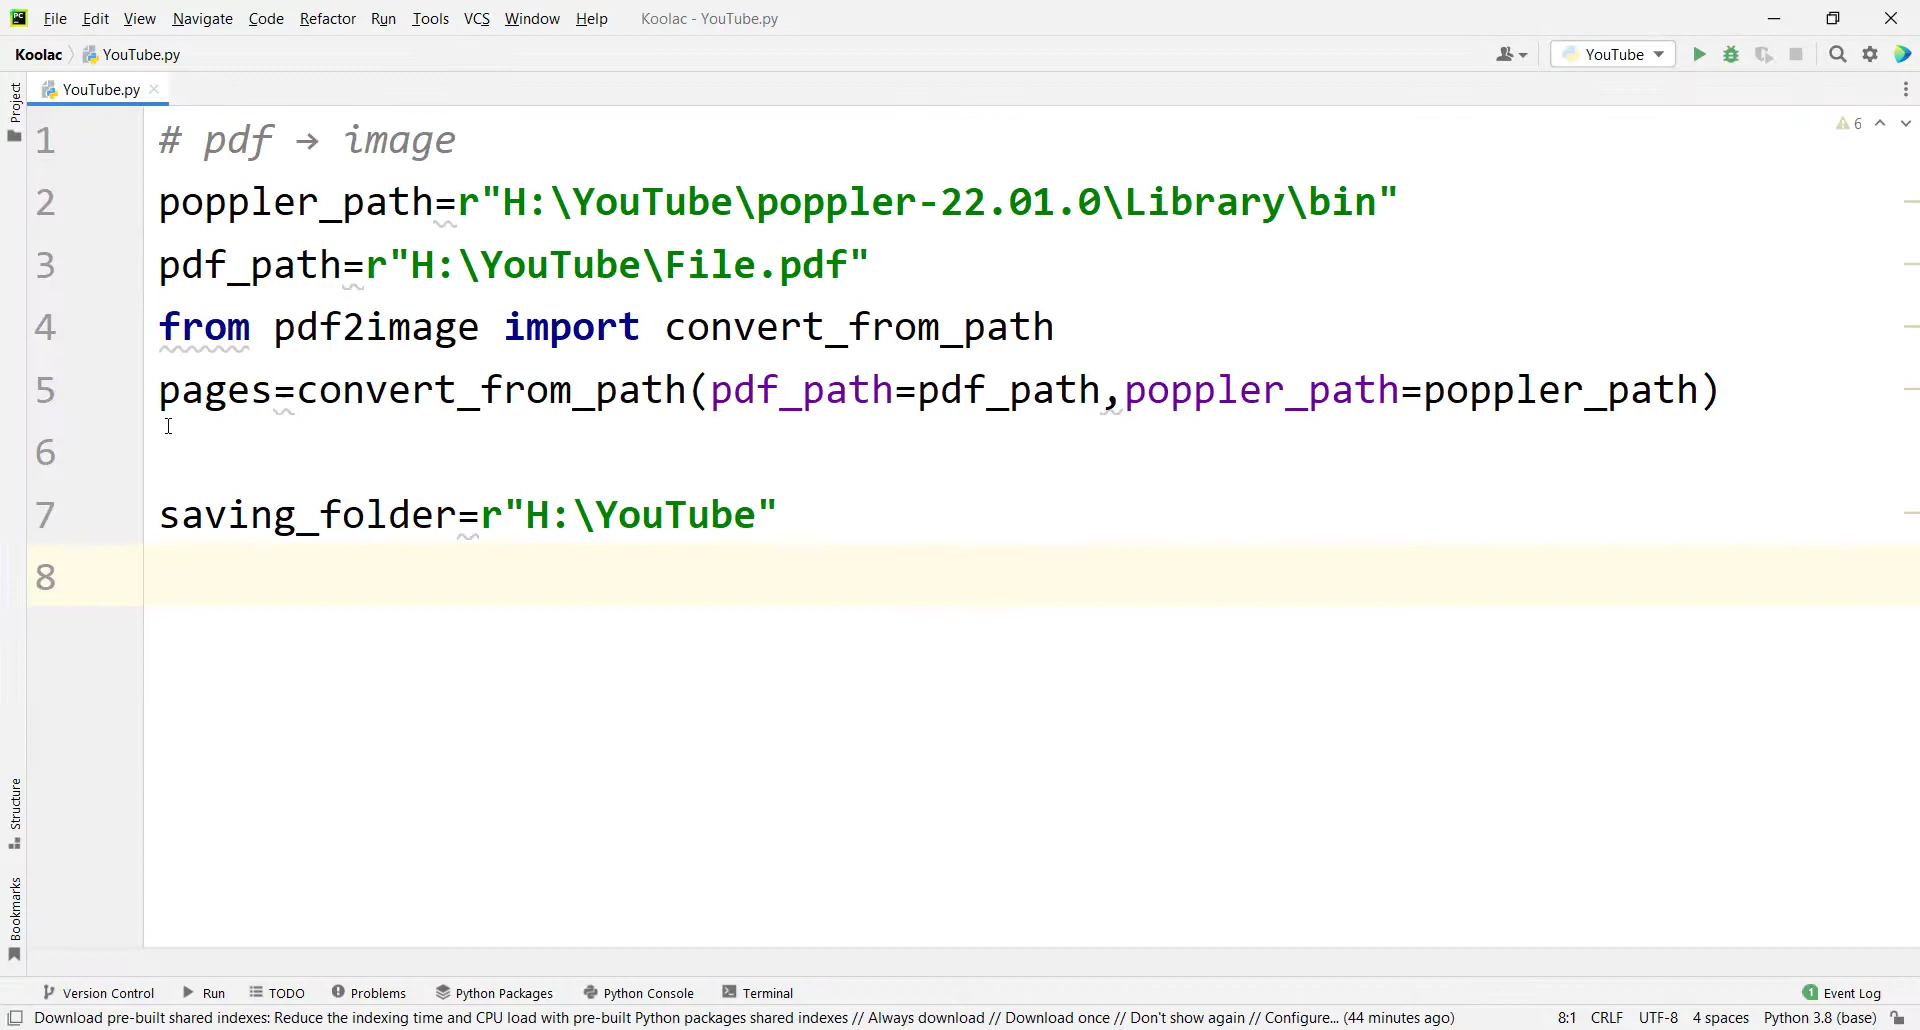 File Edit View Navigate Code Refactor Run Tools VCS Window Help Koolac - YouTube.py
Koolac YouTube.py YouTube
YouTube.py
Project
6
1 # pdf → image
2 poppler_path=r"H:\YouTube\poppler-22.01.0\Library\bin"
3 pdf_path=r"H:\YouTube\File.pdf"
4 from pdf2image import convert_from_path
5 pages=convert_from_path(pdf_path=pdf_path,poppler_path=poppler_path)
6
7 saving_folder=r"H:\YouTube"
8
Structure
Bookmarks
Version Control Run TODO Problems Python Packages Python Console Terminal 1 Event Log
Download pre-built shared indexes: Reduce the indexing time and CPU load with pre-built Python packages shared indexes // Always download // Download once // Don't show again // Configure... (44 minutes ago) 8:1 CRLF UTF-8 4 spaces Python 3.8 (base)